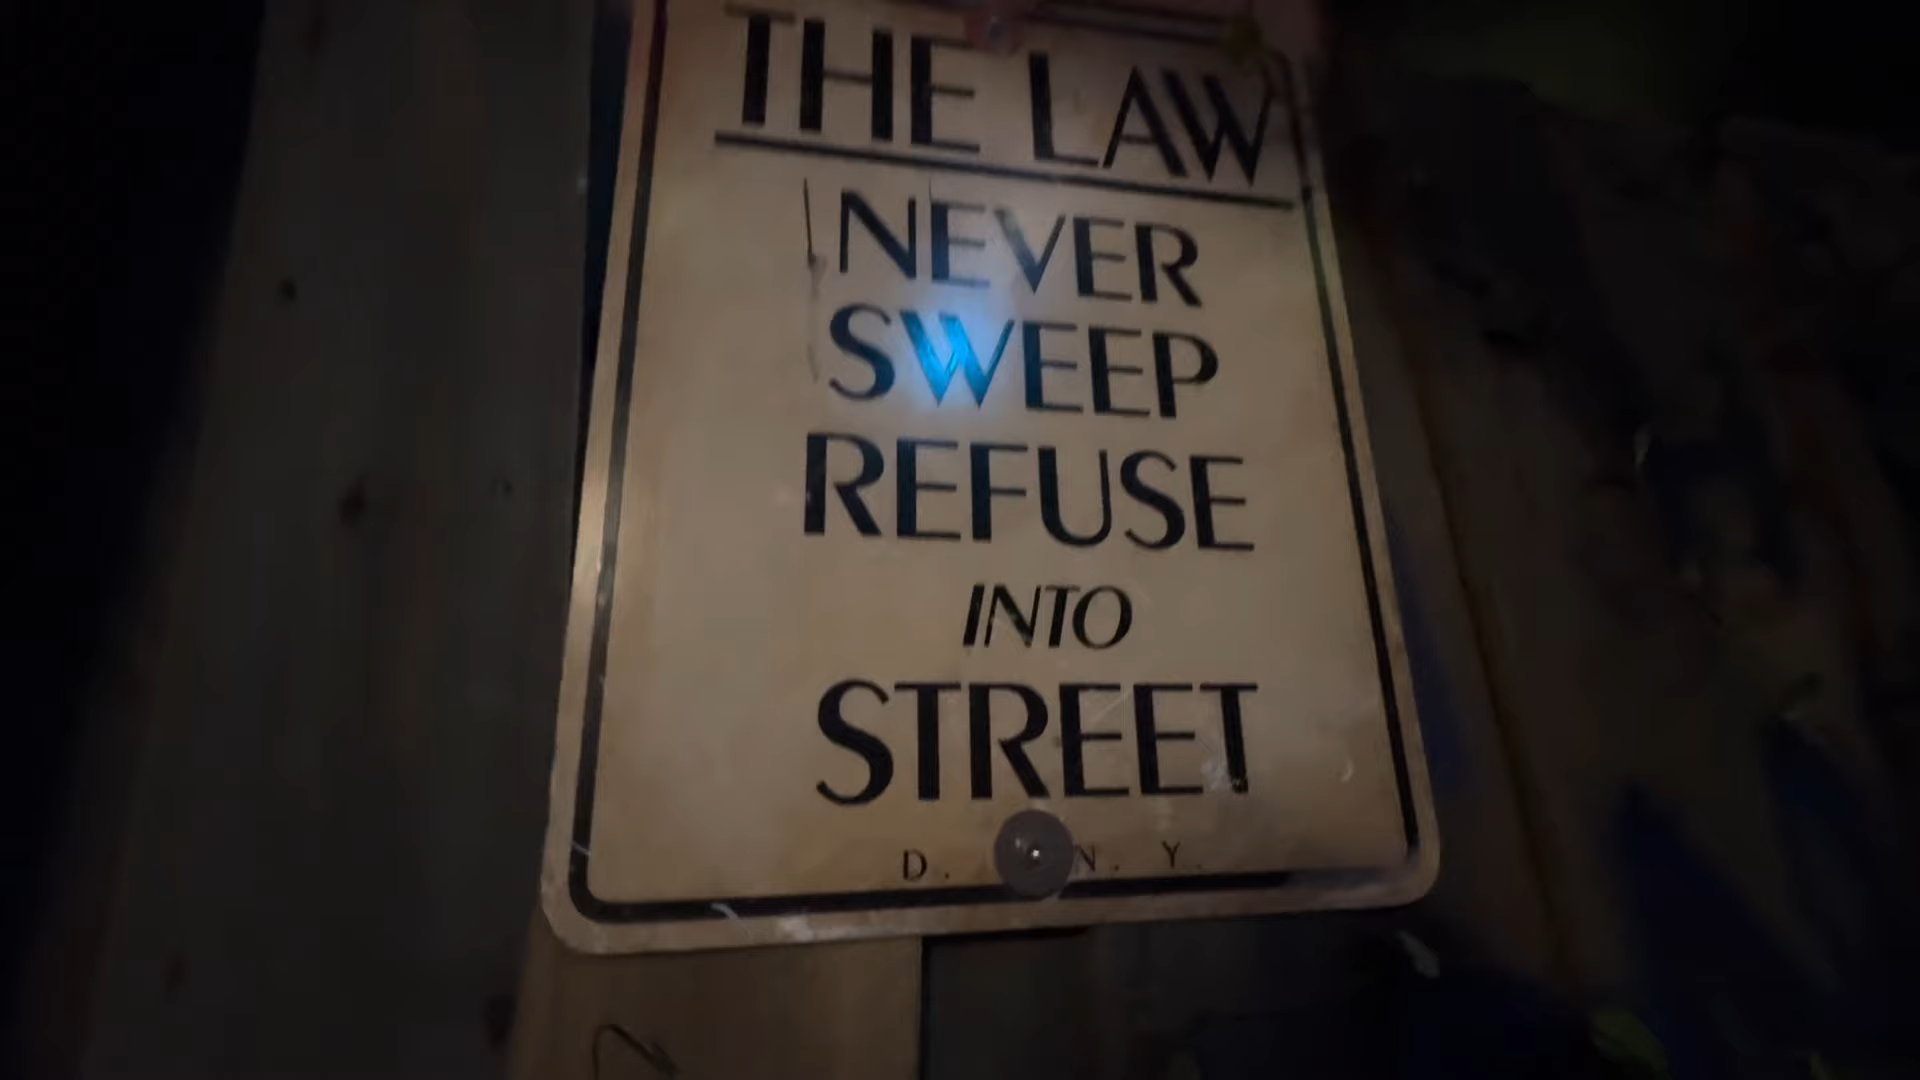 THE LAW
NEVER
SWEEP
REFUSE
INTO
STREET
D. N. Y.